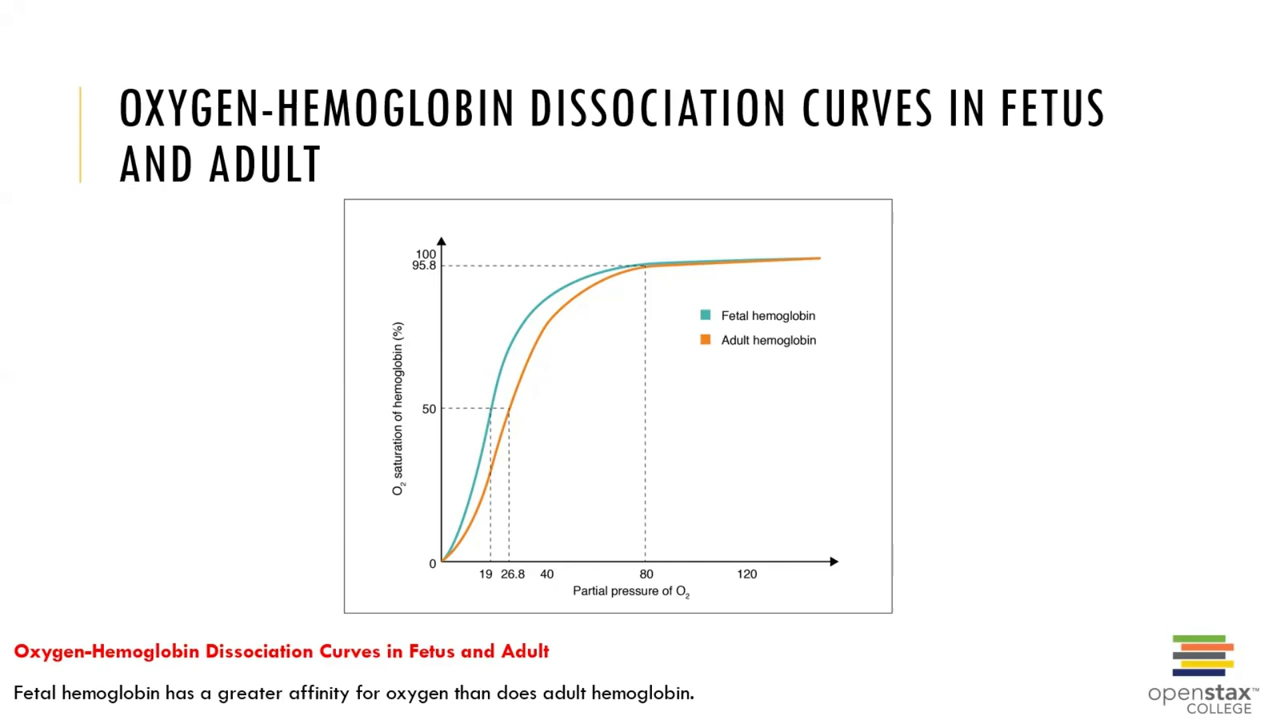 OXYGEN-HEMOGLOBIN DISSOCIATION CURVES IN FETUS
AND ADULT
100
95.8
50
0
O2 saturation of hemoglobin (%)
Fetal hemoglobin
Adult hemoglobin
19 26.8 40 80 120
Partial pressure of O2
Oxygen-Hemoglobin Dissociation Curves in Fetus and Adult
Fetal hemoglobin has a greater affinity for oxygen than does adult hemoglobin.
openstax™
COLLEGE